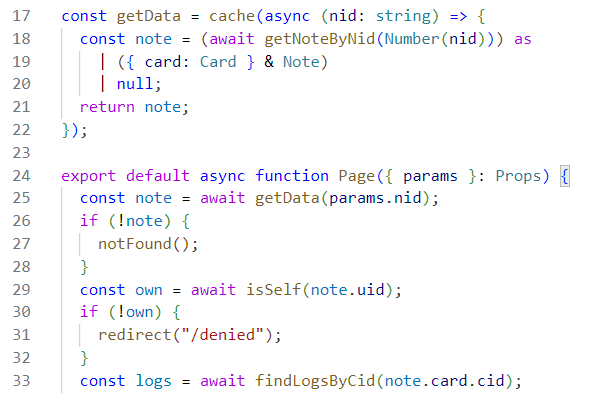 17 const getData = cache(async (nid: string) => {
18   const note = (await getNoteByNid(Number(nid))) as
19     | ({ card: Card } & Note)
20     | null;
21   return note;
22 });
23
24 export default async function Page({ params }: Props) {
25   const note = await getData(params.nid);
26   if (!note) {
27     notFound();
28   }
29   const own = await isSelf(note.uid);
30   if (!own) {
31     redirect("/denied");
32   }
33   const logs = await findLogsByCid(note.card.cid);